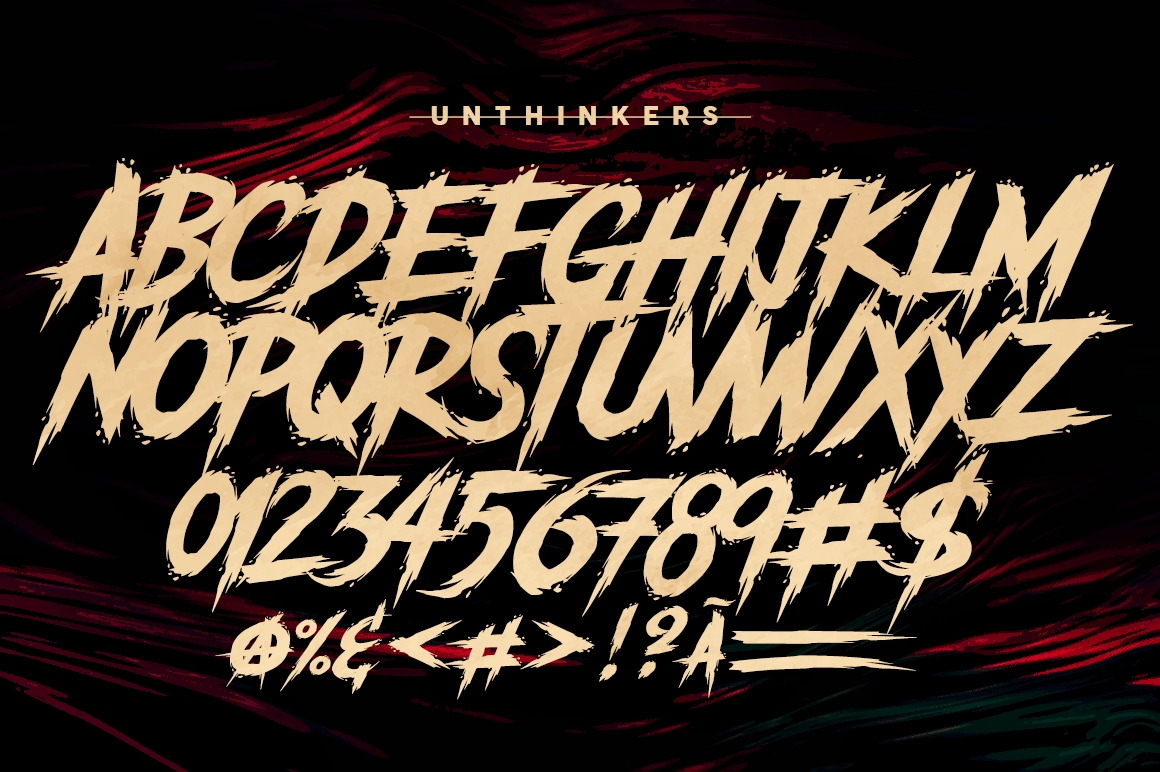 UNTHINKERS
ABCDEFGHIJKLM
NOPQRSTUVWXYZ
0123456789#$
@%&<#>!?Ã=